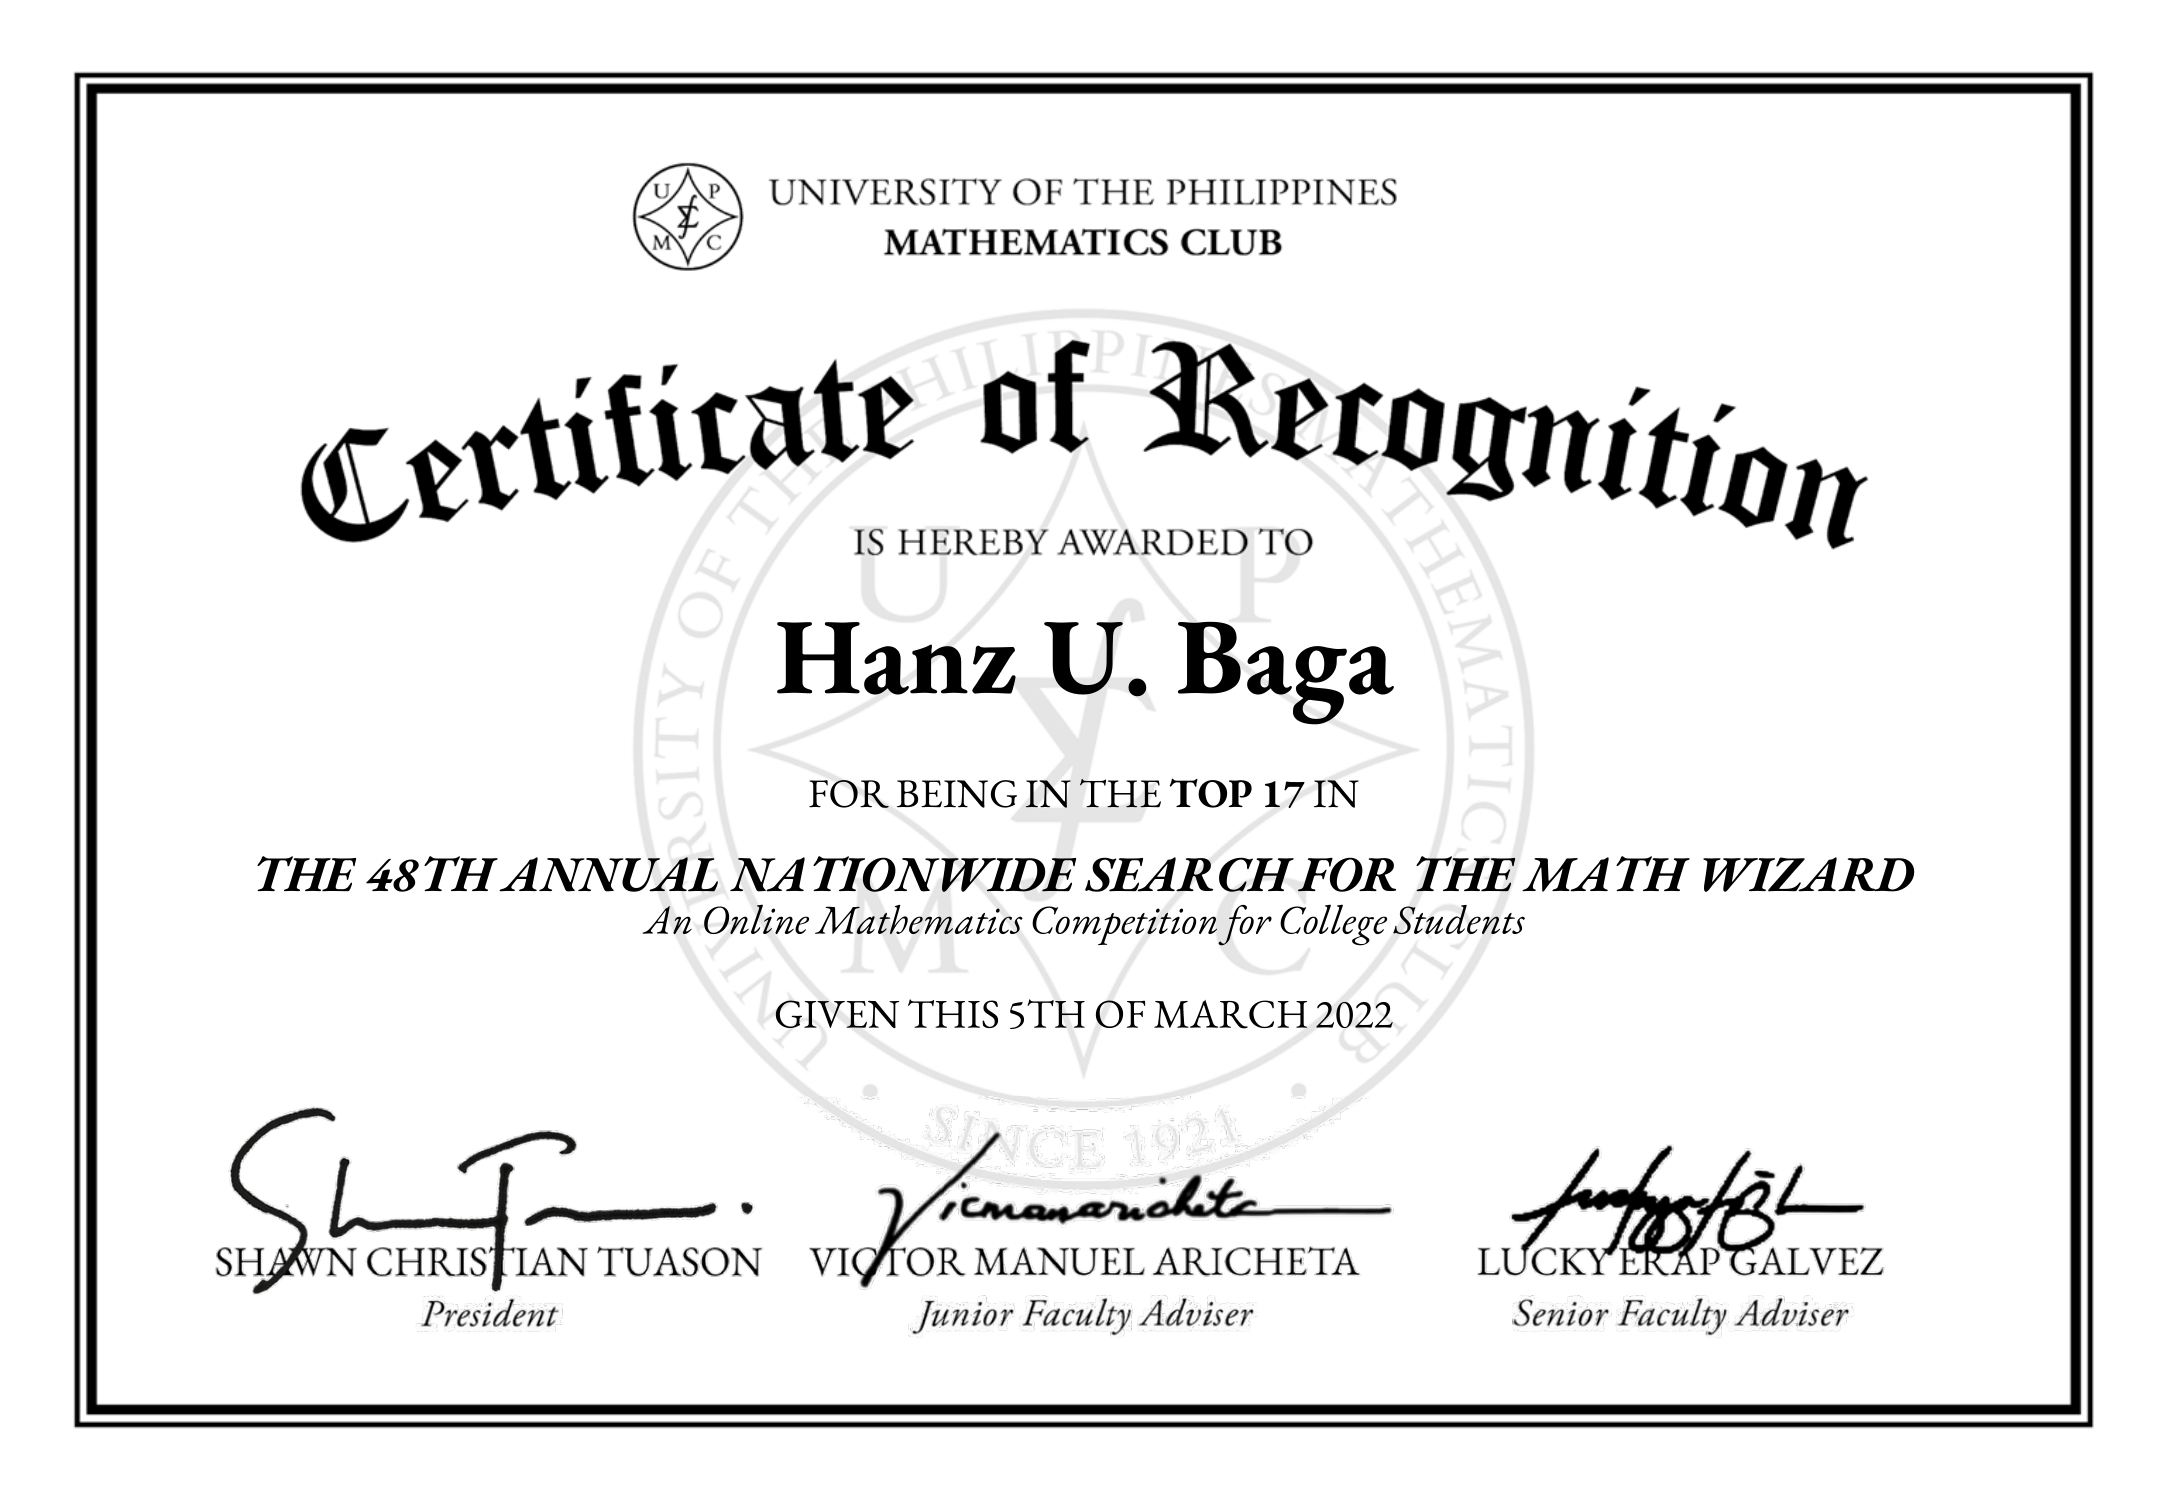 U P
M C
UNIVERSITY OF THE PHILIPPINES
MATHEMATICS CLUB
Certificate of Recognition
IS HEREBY AWARDED TO
Hanz U. Baga
FOR BEING IN THE TOP 17 IN
THE 48TH ANNUAL NATIONWIDE SEARCH FOR THE MATH WIZARD
An Online Mathematics Competition for College Students
GIVEN THIS 5TH OF MARCH 2022
UNIVERSITY OF THE PHILIPPINES MATHEMATICS CLUB
U P
M C
SINCE 1921
SHAWN CHRISTIAN TUASON
President
VICTOR MANUEL ARICHETA
Junior Faculty Adviser
LUCKY ERAP GALVEZ
Senior Faculty Adviser